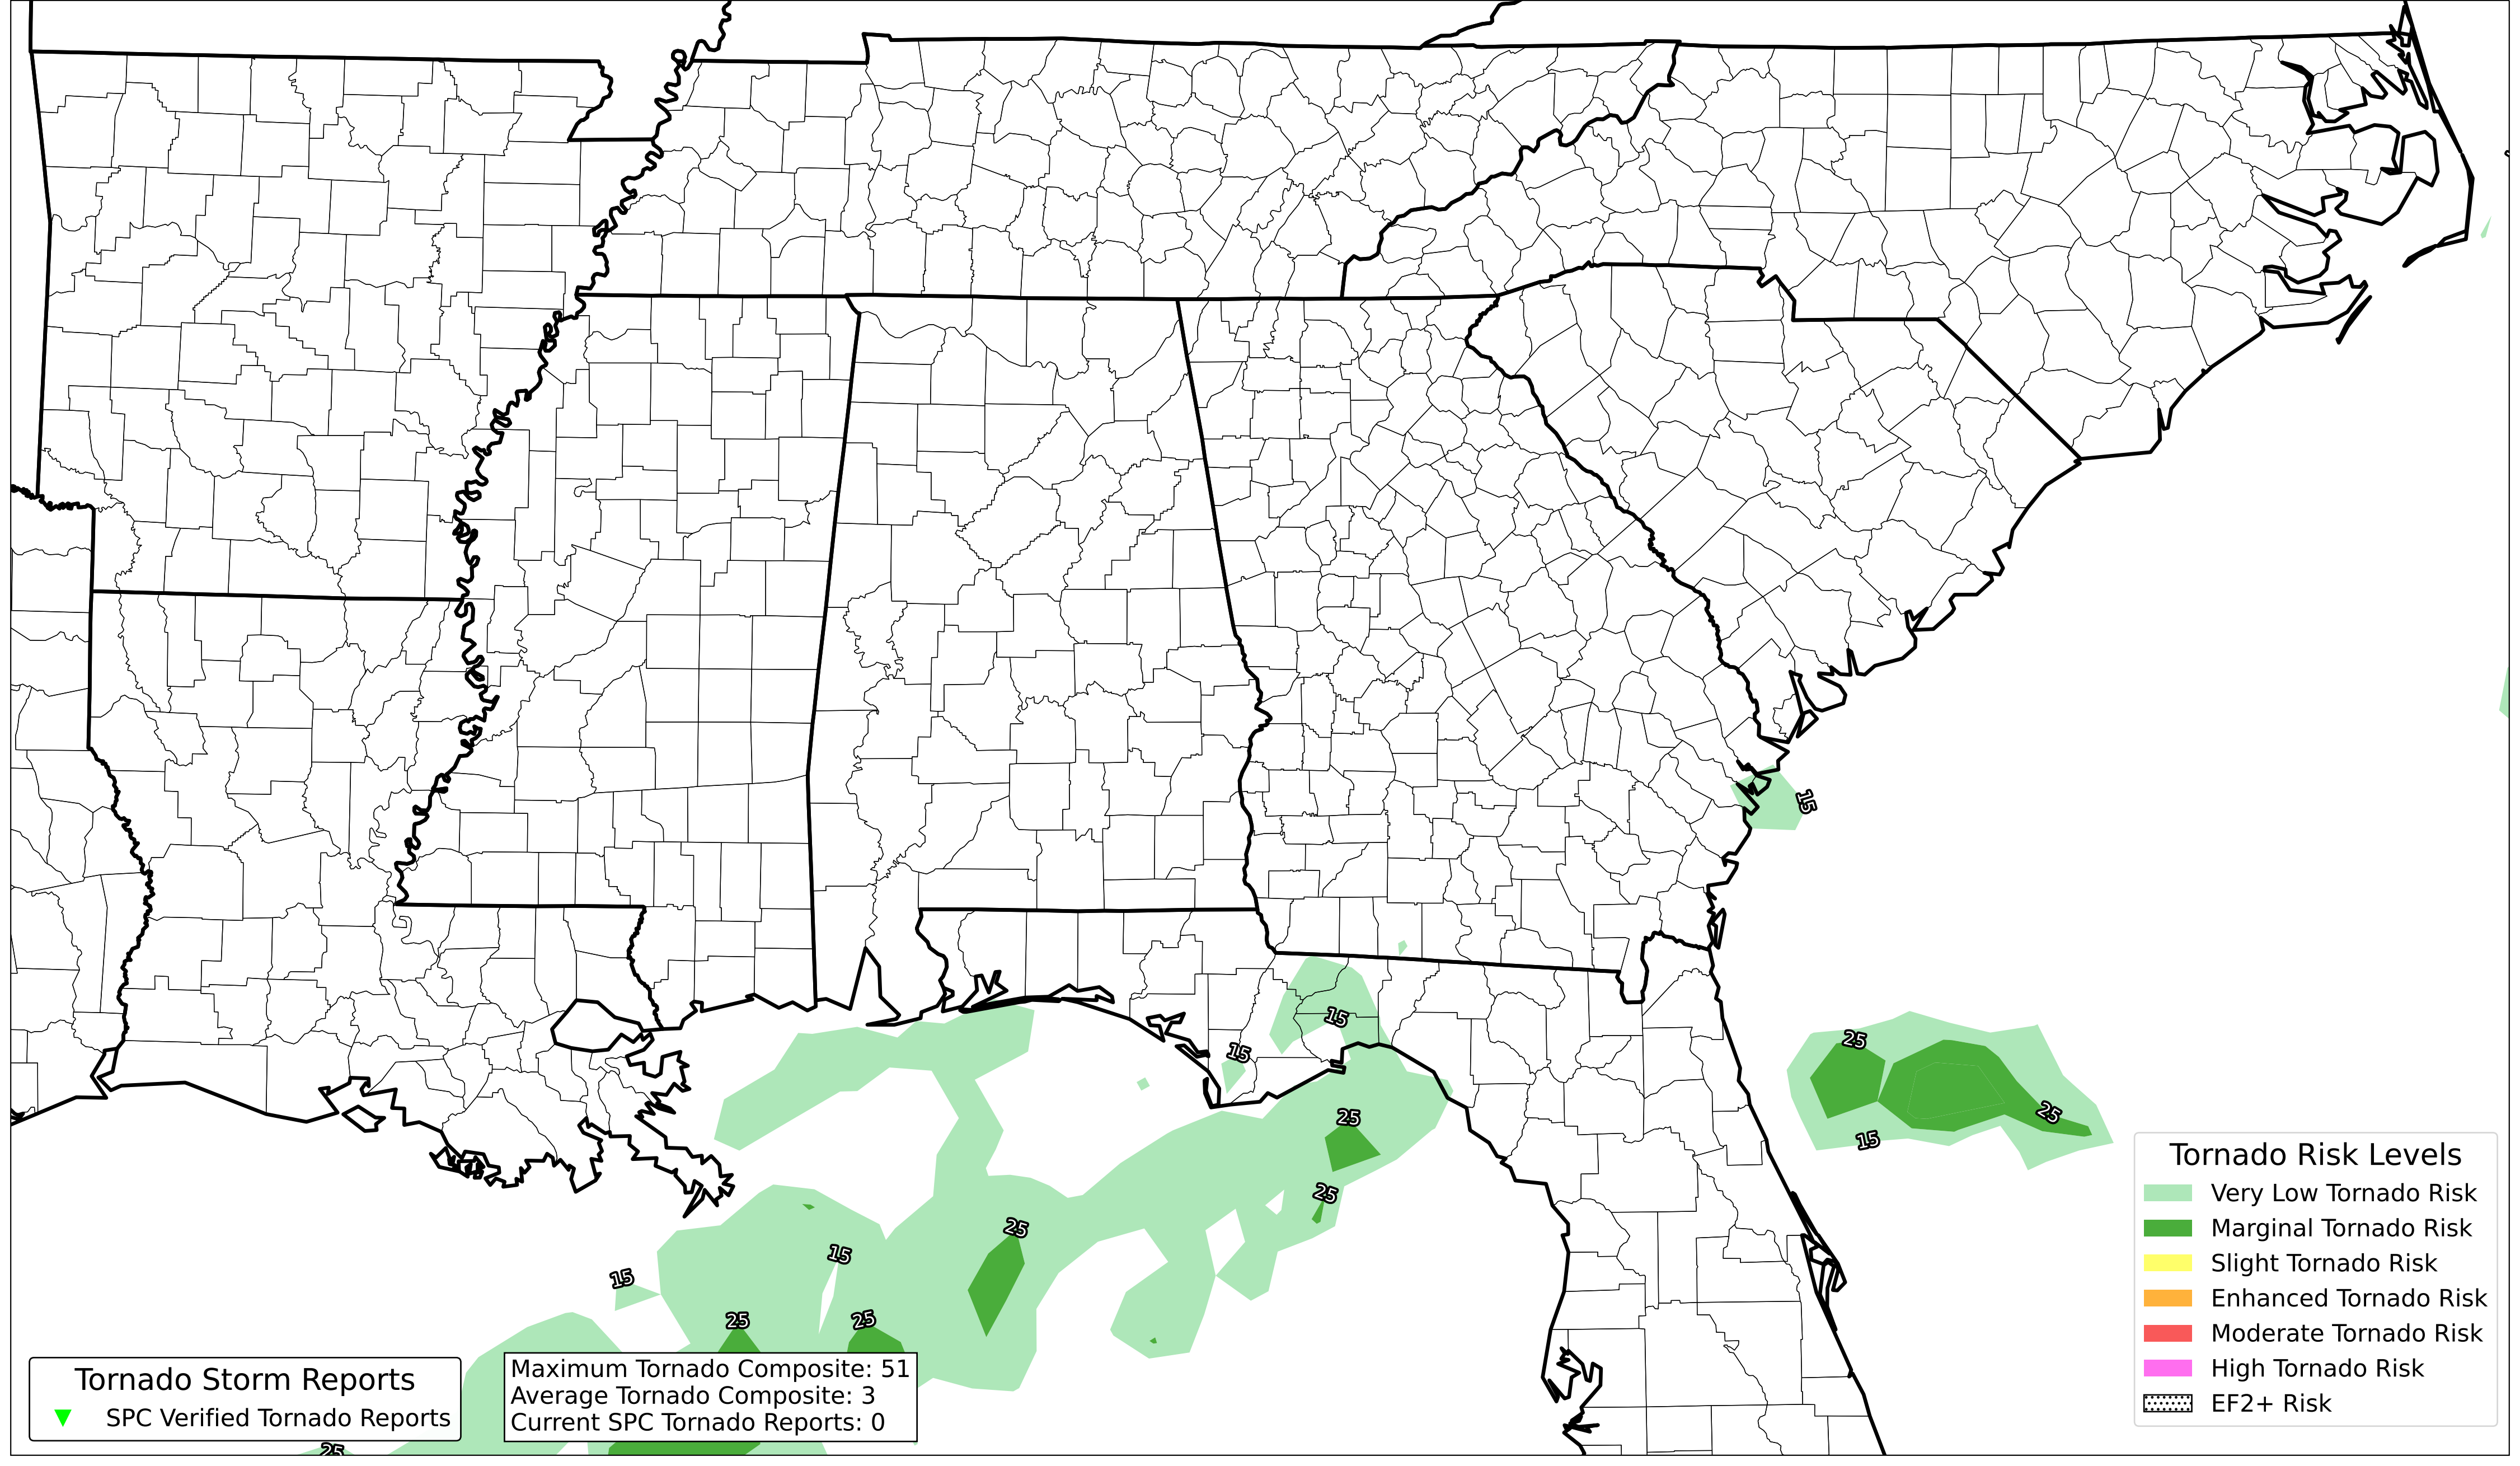 15
15
15
25
15
25
25
25
15
25
25
15
15
25
25
25
Tornado Risk Levels
Very Low Tornado Risk
Marginal Tornado Risk
Slight Tornado Risk
Enhanced Tornado Risk
Moderate Tornado Risk
High Tornado Risk
EF2+ Risk
Tornado Storm Reports
SPC Verified Tornado Reports
Maximum Tornado Composite: 51
Average Tornado Composite: 3
Current SPC Tornado Reports: 0